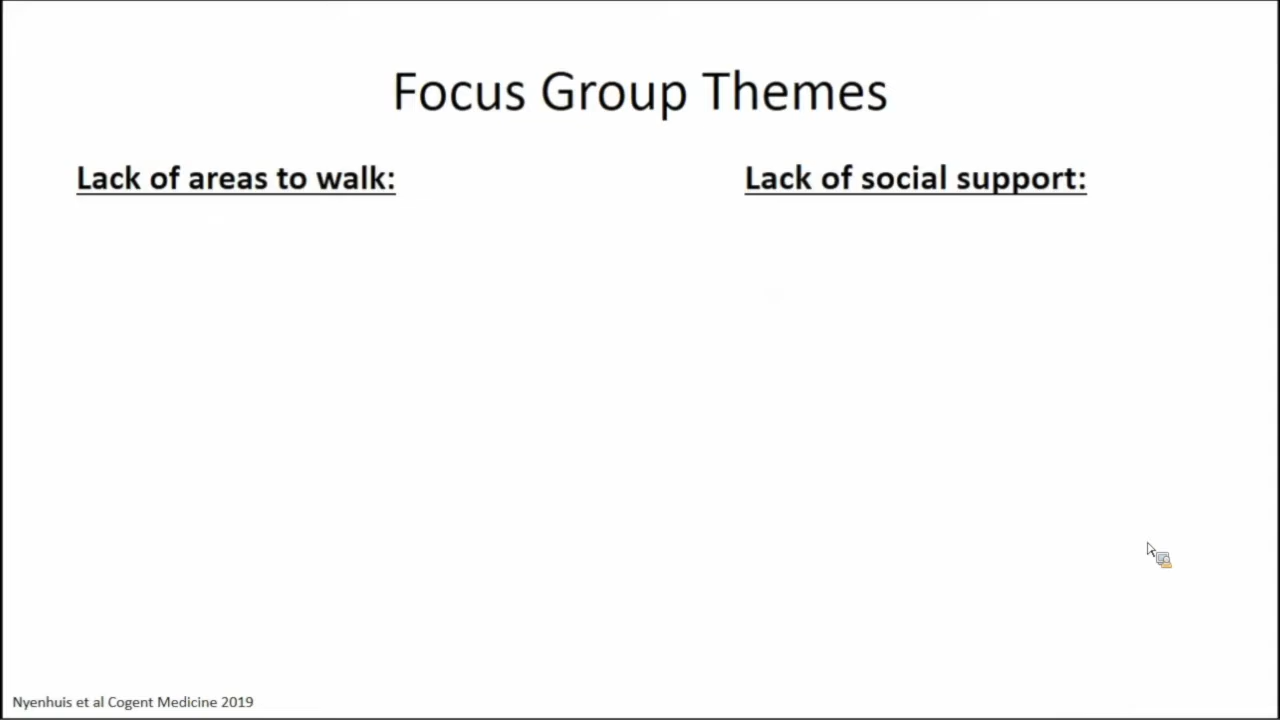 Focus Group Themes
Lack of areas to walk:
Lack of social support:
Nyenhuis et al Cogent Medicine 2019